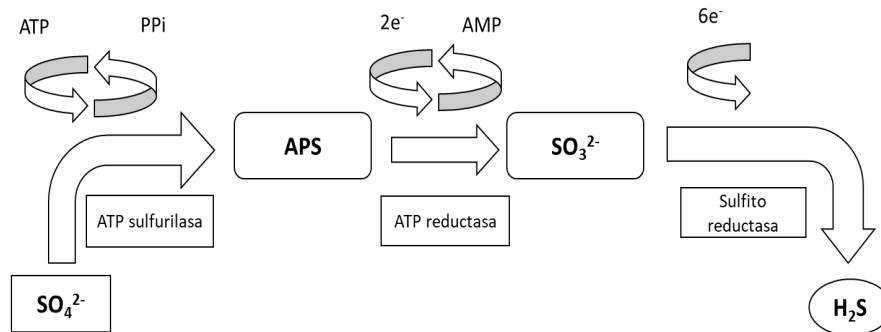 ATP PPi 2e⁻ AMP 6e⁻
APS SO₃²⁻
ATP sulfurilasa ATP reductasa Sulfito
reductasa
SO₄²⁻ H₂S